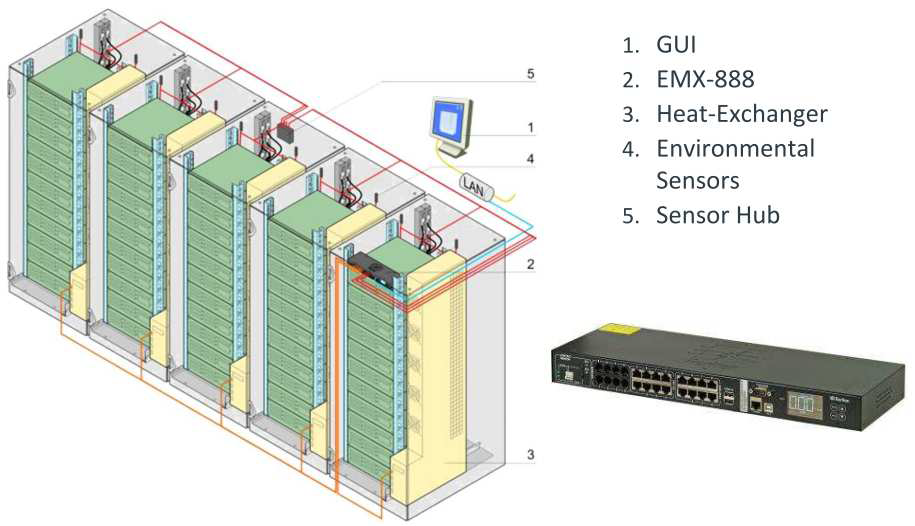 5
1
4
LAN
2
3
1. GUI
2. EMX-888
3. Heat-Exchanger
4. Environmental
Sensors
5. Sensor Hub